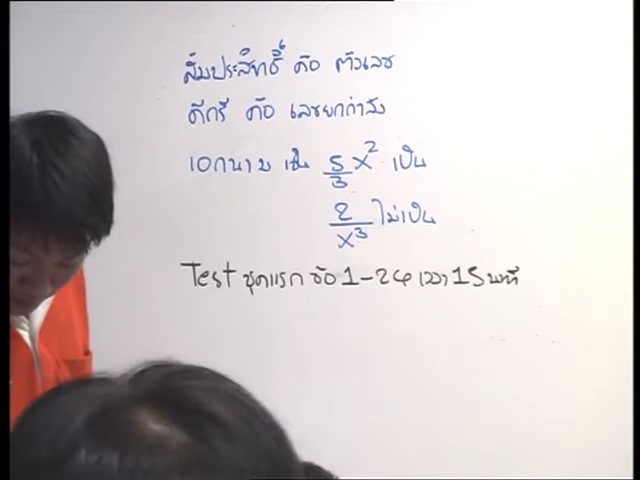 สัมประสิทธิ์ คือ ตัวเลข
ดีกรี คือ เลขยกกำลัง
เอกนาม เช่น 5/3 x² เป็น
2/x³ ไม่เป็น
Test ชุดแรก ข้อ 1-24 เวลา 15 นาที